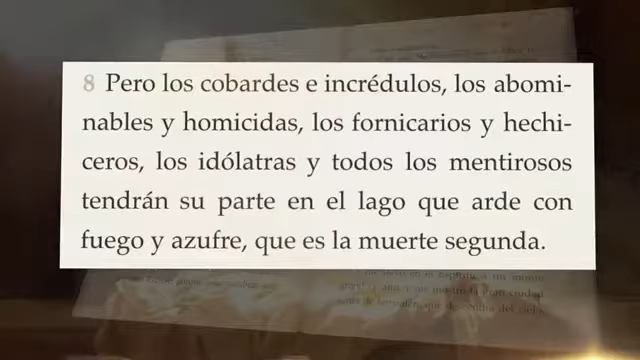 8 Pero los cobardes e incrédulos, los abomi-
nables y homicidas, los fornicarios y hechi-
ceros, los idólatras y todos los mentirosos
tendrán su parte en el lago que arde con
fuego y azufre, que es la muerte segunda.